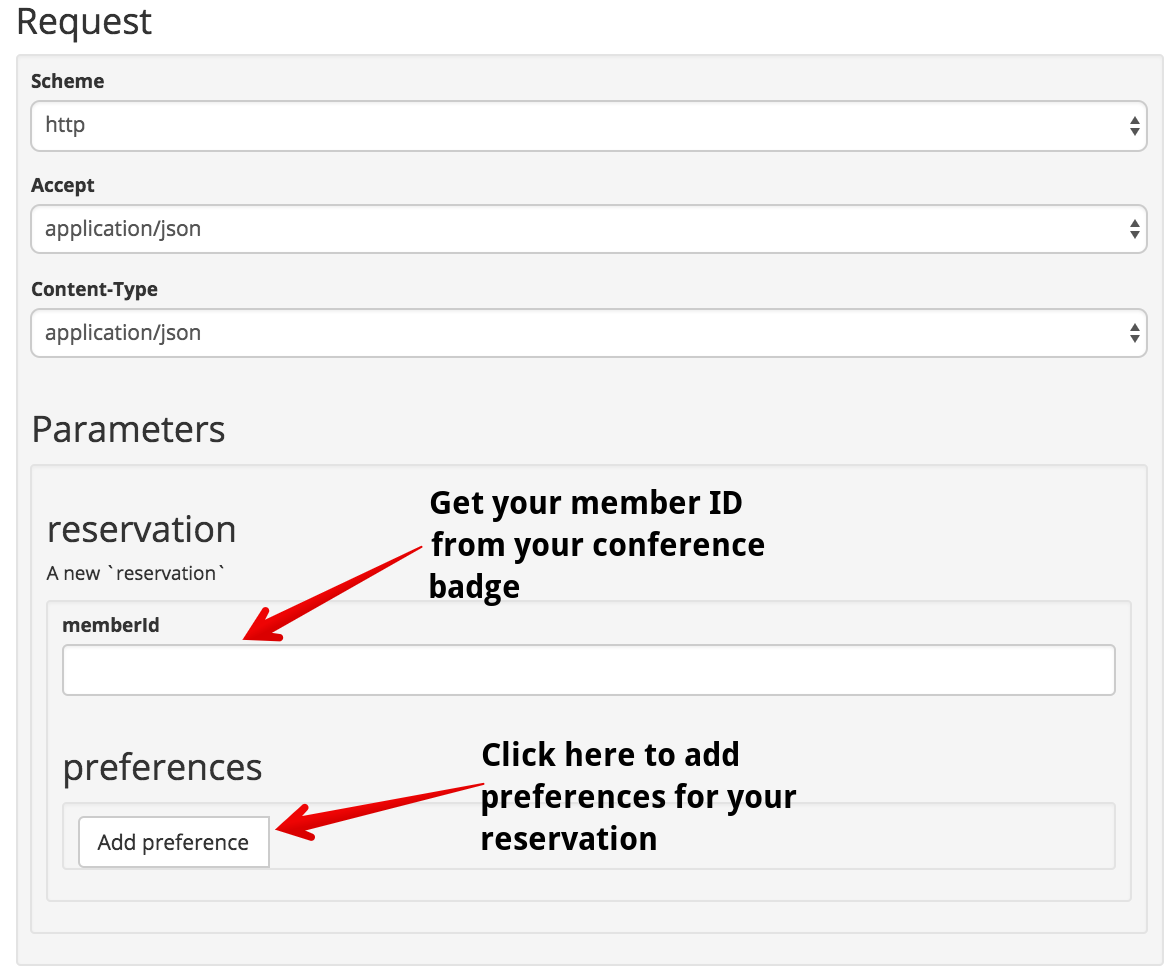 Request
Scheme
http
Accept
application/json
Content-Type
application/json
Parameters
reservation
A new `reservation`
Get your member ID
from your conference
badge
memberId
preferences
Click here to add
preferences for your
reservation
Add preference